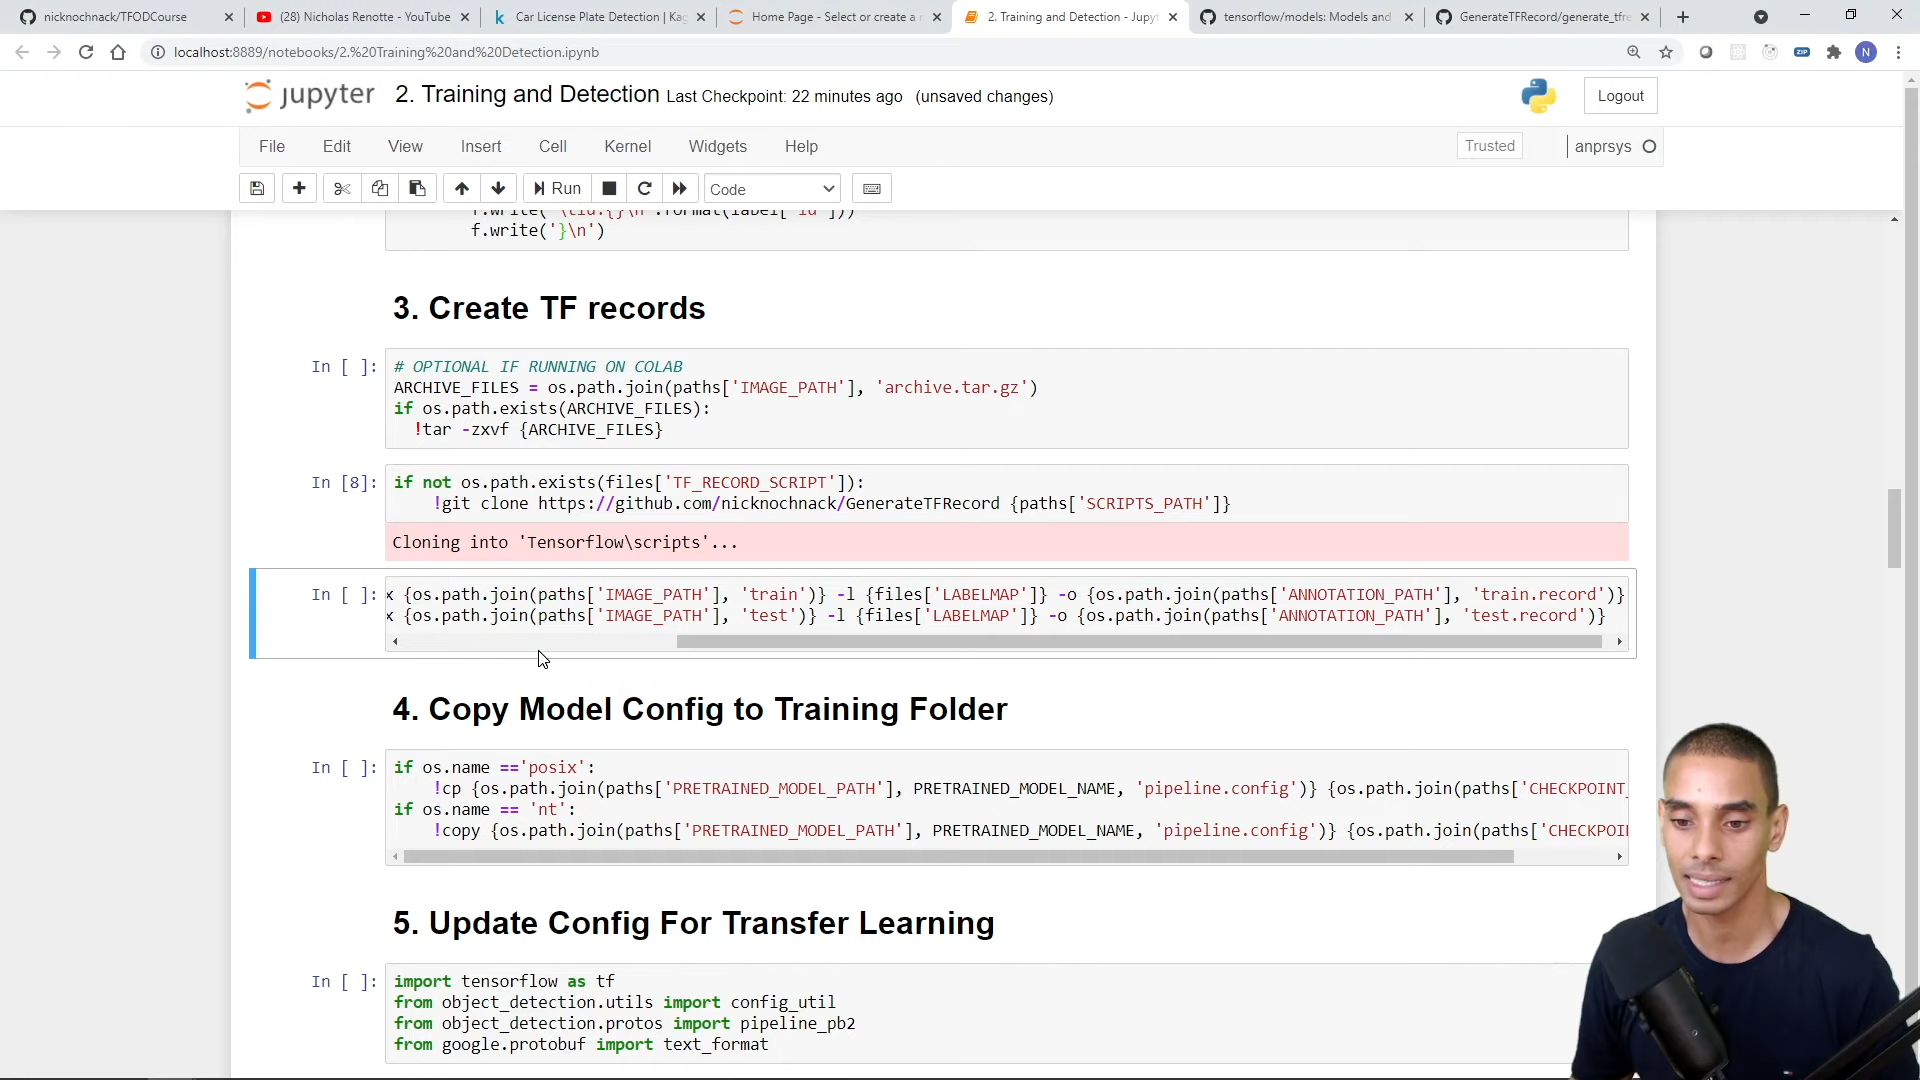 nicknochnack/TFODCourse
(28) Nicholas Renotte - YouTube
Car License Plate Detection | Kag
Home Page - Select or create a n
2. Training and Detection - Jupyt
tensorflow/models: Models and
GenerateTFRecord/generate_tfre
localhost:8889/notebooks/2.%20Training%20and%20Detection.ipynb
ZIP
N
jupyter
2. Training and Detection Last Checkpoint: 22 minutes ago (unsaved changes)
Logout
File Edit View Insert Cell Kernel Widgets Help
Trusted
anprsys
Run
Code
f.write('\tid:{}\n'.format(label['id']))
f.write('}\n')
3. Create TF records
In [ ]:
# OPTIONAL IF RUNNING ON COLAB
ARCHIVE_FILES = os.path.join(paths['IMAGE_PATH'], 'archive.tar.gz')
if os.path.exists(ARCHIVE_FILES):
!tar -zxvf {ARCHIVE_FILES}
In [8]:
if not os.path.exists(files['TF_RECORD_SCRIPT']):
!git clone https://github.com/nicknochnack/GenerateTFRecord {paths['SCRIPTS_PATH']}
Cloning into 'Tensorflow\scripts'...
In [ ]:
x {os.path.join(paths['IMAGE_PATH'], 'train')} -l {files['LABELMAP']} -o {os.path.join(paths['ANNOTATION_PATH'], 'train.record')}
x {os.path.join(paths['IMAGE_PATH'], 'test')} -l {files['LABELMAP']} -o {os.path.join(paths['ANNOTATION_PATH'], 'test.record')}
4. Copy Model Config to Training Folder
In [ ]:
if os.name =='posix':
!cp {os.path.join(paths['PRETRAINED_MODEL_PATH'], PRETRAINED_MODEL_NAME, 'pipeline.config')} {os.path.join(paths['CHECKPOINT_
if os.name == 'nt':
!copy {os.path.join(paths['PRETRAINED_MODEL_PATH'], PRETRAINED_MODEL_NAME, 'pipeline.config')} {os.path.join(paths['CHECKPOI
5. Update Config For Transfer Learning
In [ ]:
import tensorflow as tf
from object_detection.utils import config_util
from object_detection.protos import pipeline_pb2
from google.protobuf import text_format